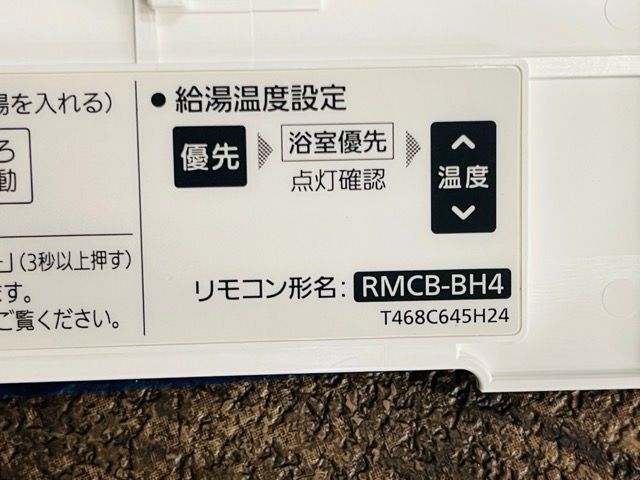 湯を入れる)
ろ
動
」(3秒以上押す)
ます。
ご覧ください。
● 給湯温度設定
優先
浴室優先
点灯確認
温度
リモコン形名: RMCB-BH4
T468C645H24